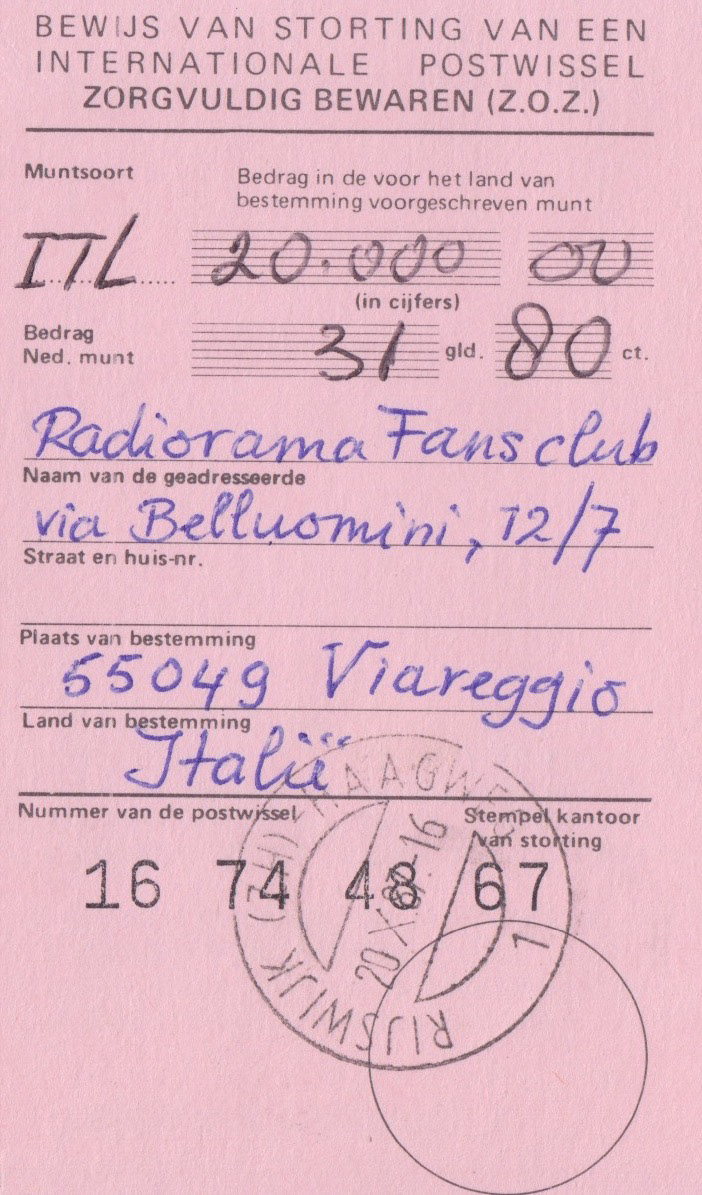 BEWIJS VAN STORTING VAN EEN
INTERNATIONALE POSTWISSEL
ZORGVULDIG BEWAREN (Z.O.Z.)
Muntsoort
Bedrag in de voor het land van
bestemming voorgeschreven munt
ITL 20.000 00
(in cijfers)
Bedrag
Ned. munt
31 gld. 80 ct.
Radiorama Fans club
Naam van de geadresseerde
via Belluomini, 12/7
Straat en huis-nr.
Plaats van bestemming
55049 Viareggio
Land van bestemming
Italië
Nummer van de postwissel
Stempel kantoor
van storting
16 74 48 67
RIJSWIJK (ZH)
1